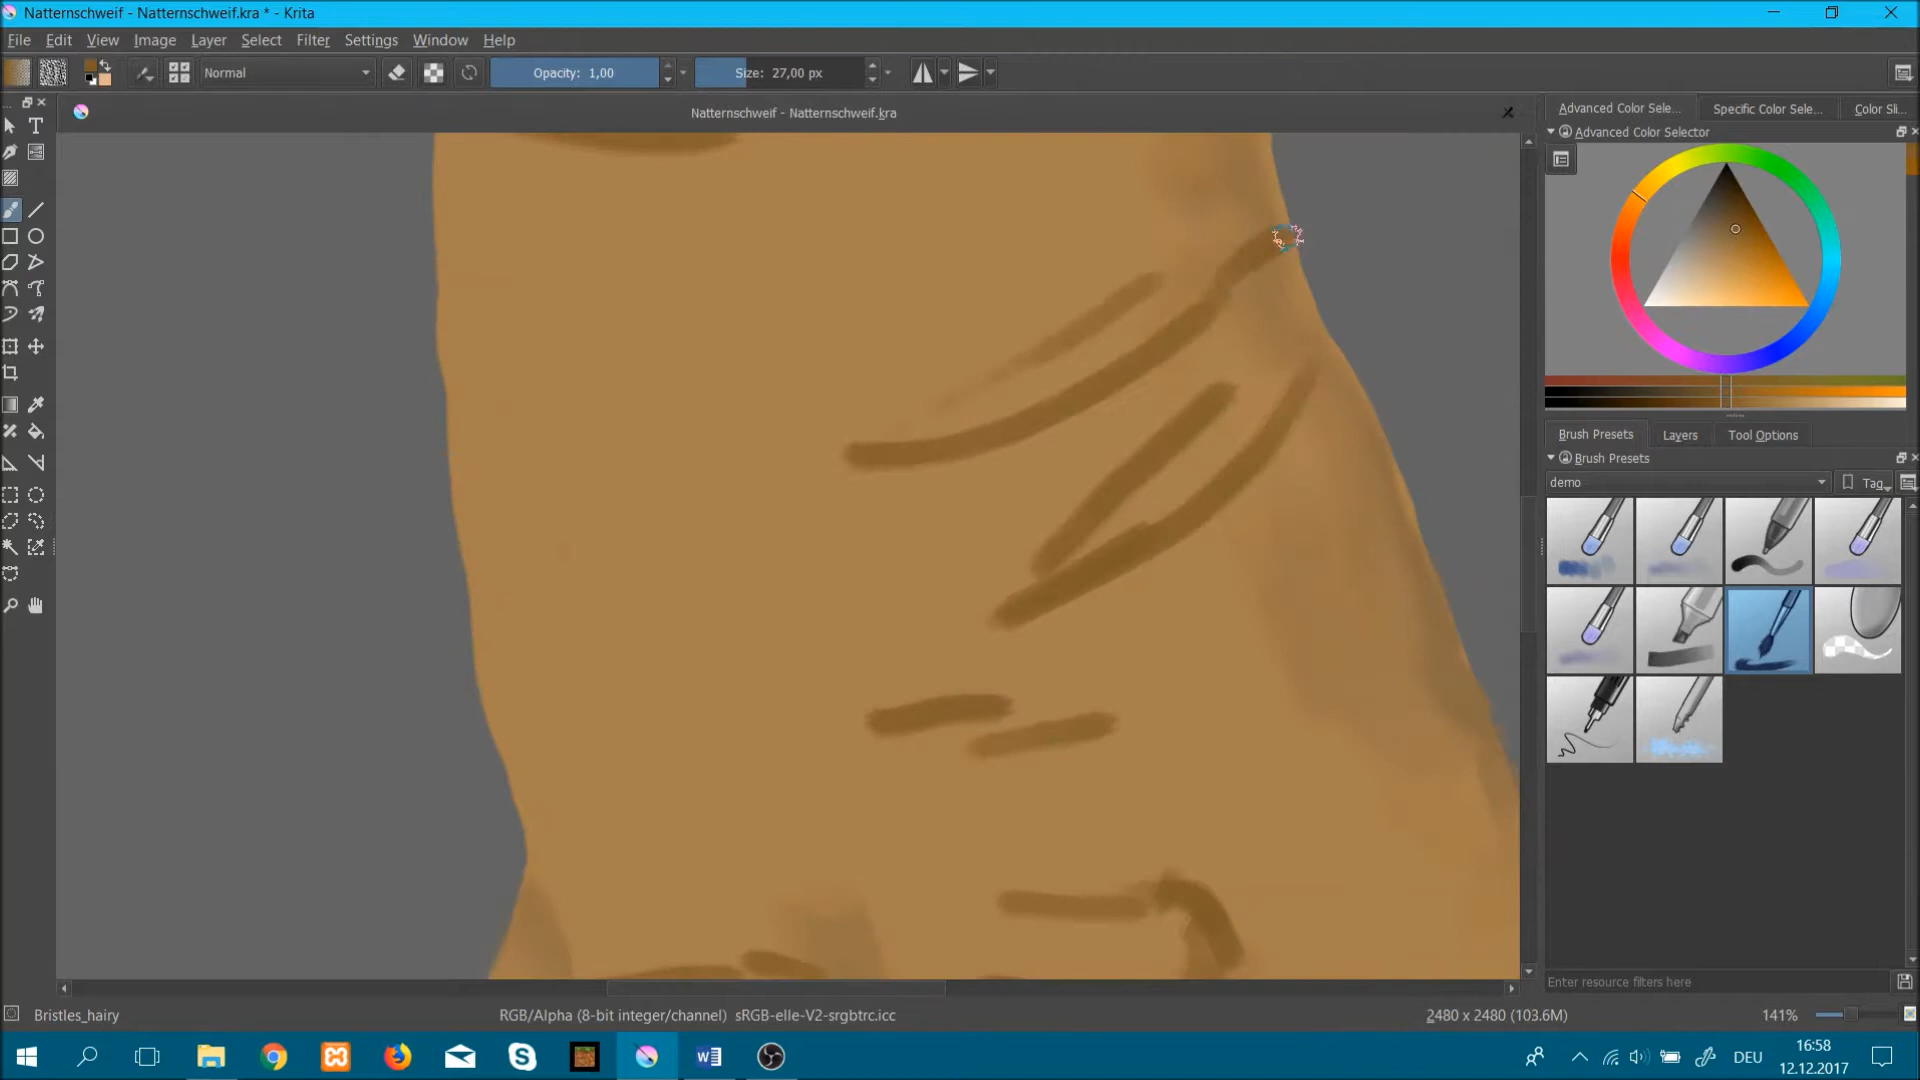 Natternschweif - Natternschweif.kra * - Krita
File Edit View Image Layer Select Filter Settings Window Help
Normal
Opacity: 1,00
Size: 27,00 px
Natternschweif - Natternschweif.kra
Advanced Color Sele... Specific Color Sele... Color Sli...
Advanced Color Selector
Brush Presets Layers Tool Options
Brush Presets
demo
Tag
Enter resource filters here
Bristles_hairy
RGB/Alpha (8-bit integer/channel) sRGB-elle-V2-srgbtrc.icc
2480 x 2480 (103.6M)
141%
DEU
16:58
12.12.2017